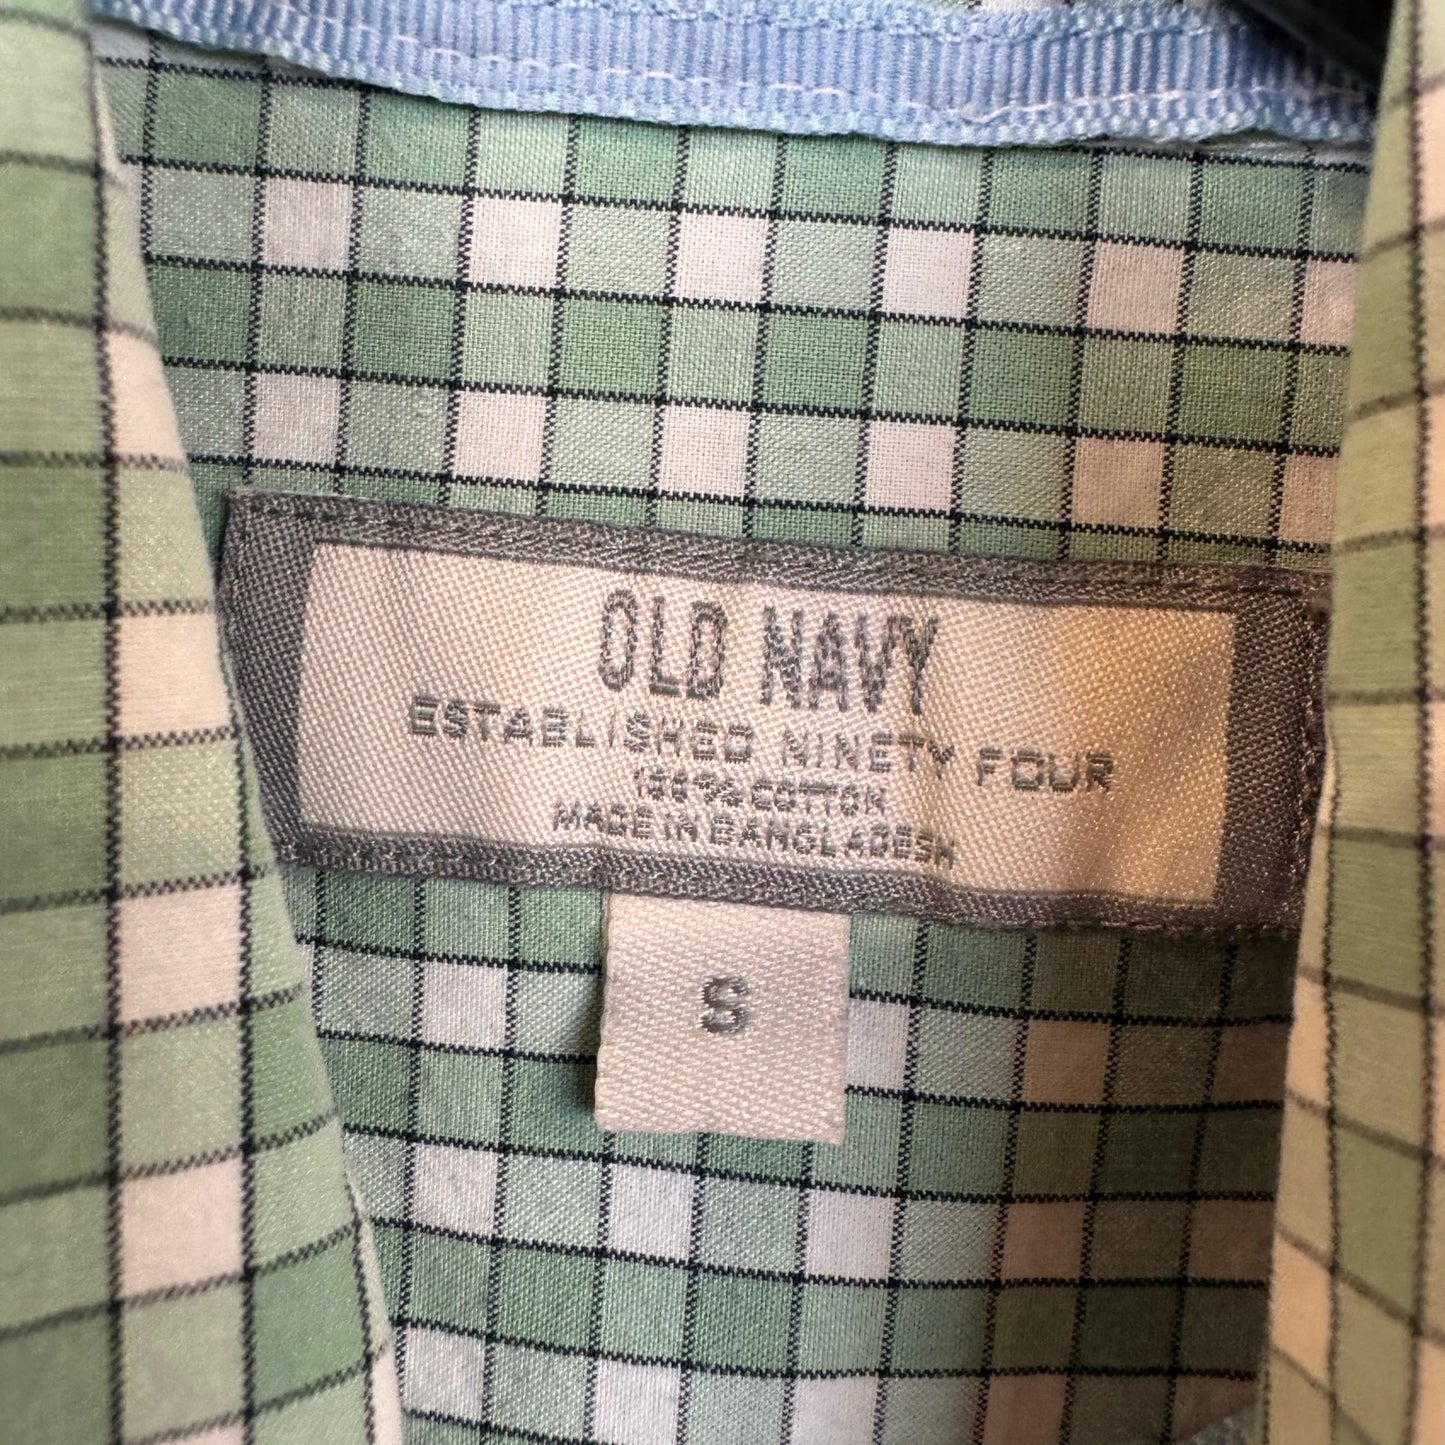 OLD NAVY
ESTABLISHED NINETY FOUR
100% COTTON
MADE IN BANGLADESH
S